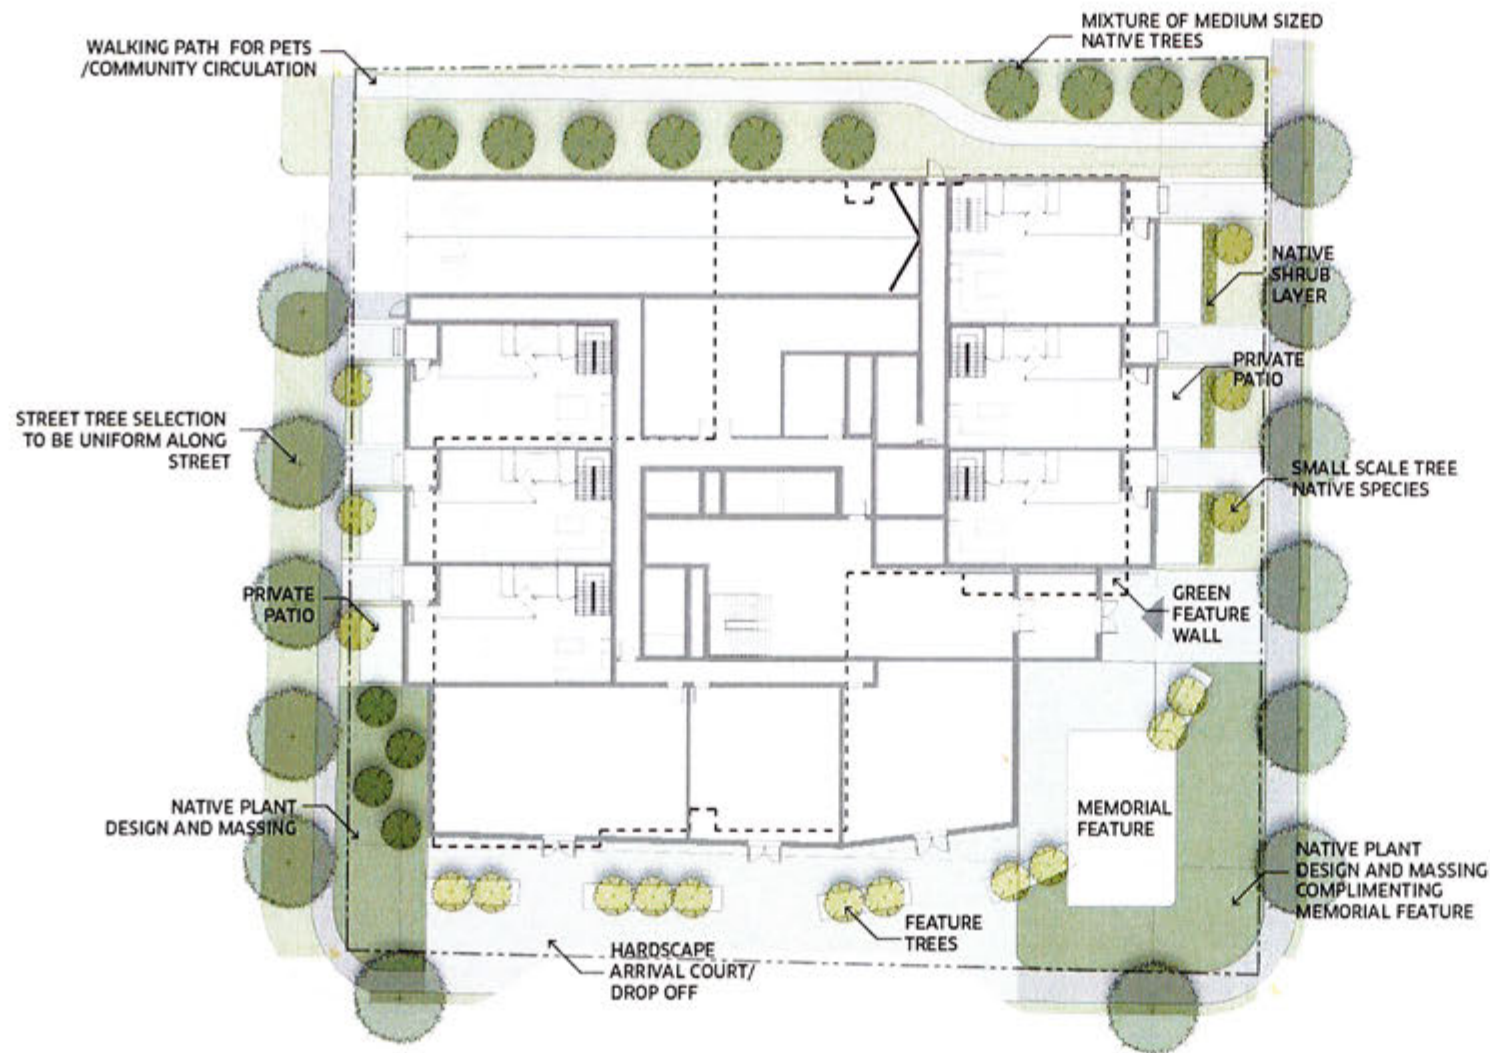 WALKING PATH FOR PETS
/COMMUNITY CIRCULATION
MIXTURE OF MEDIUM SIZED
NATIVE TREES
NATIVE
SHRUB
LAYER
PRIVATE
PATIO
STREET TREE SELECTION
TO BE UNIFORM ALONG
STREET
SMALL SCALE TREE
NATIVE SPECIES
PRIVATE
PATIO
GREEN
FEATURE
WALL
NATIVE PLANT
DESIGN AND MASSING
MEMORIAL
FEATURE
NATIVE PLANT
DESIGN AND MASSING
COMPLIMENTING
MEMORIAL FEATURE
FEATURE
TREES
HARDSCAPE
ARRIVAL COURT/
DROP OFF